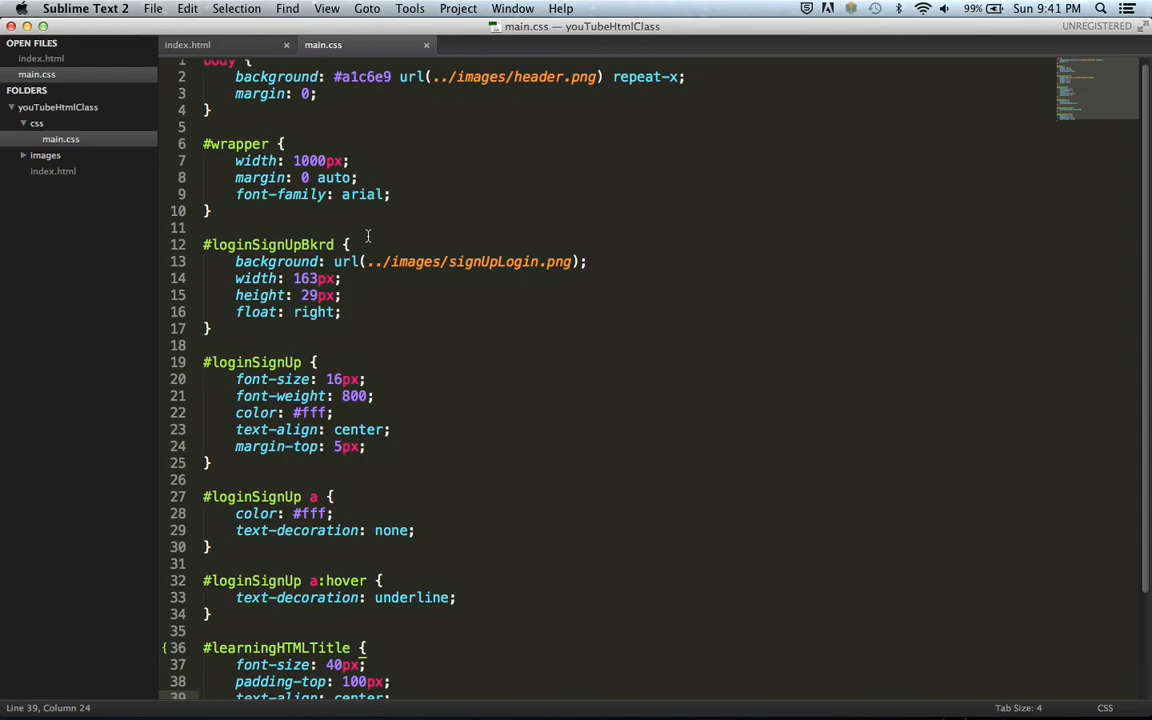 Sublime Text 2 File Edit Selection Find View Goto Tools Project Window Help 99% Sun 9:41 PM
main.css — youTubeHtmlClass UNREGISTERED
OPEN FILES
index.html
main.css
FOLDERS
youTubeHtmlClass
css
main.css
images
index.html
index.html × main.css ×
1 body {
2 background: #a1c6e9 url(../images/header.png) repeat-x;
3 margin: 0;
4 }
5
6 #wrapper {
7 width: 1000px;
8 margin: 0 auto;
9 font-family: arial;
10 }
11
12 #loginSignUpBkrd {
13 background: url(../images/signUpLogin.png);
14 width: 163px;
15 height: 29px;
16 float: right;
17 }
18
19 #loginSignUp {
20 font-size: 16px;
21 font-weight: 800;
22 color: #fff;
23 text-align: center;
24 margin-top: 5px;
25 }
26
27 #loginSignUp a {
28 color: #fff;
29 text-decoration: none;
30 }
31
32 #loginSignUp a:hover {
33 text-decoration: underline;
34 }
35
{36 #learningHTMLTitle {
37 font-size: 40px;
38 padding-top: 100px;
39 text-align: center;
Line 39, Column 24 Tab Size: 4 CSS